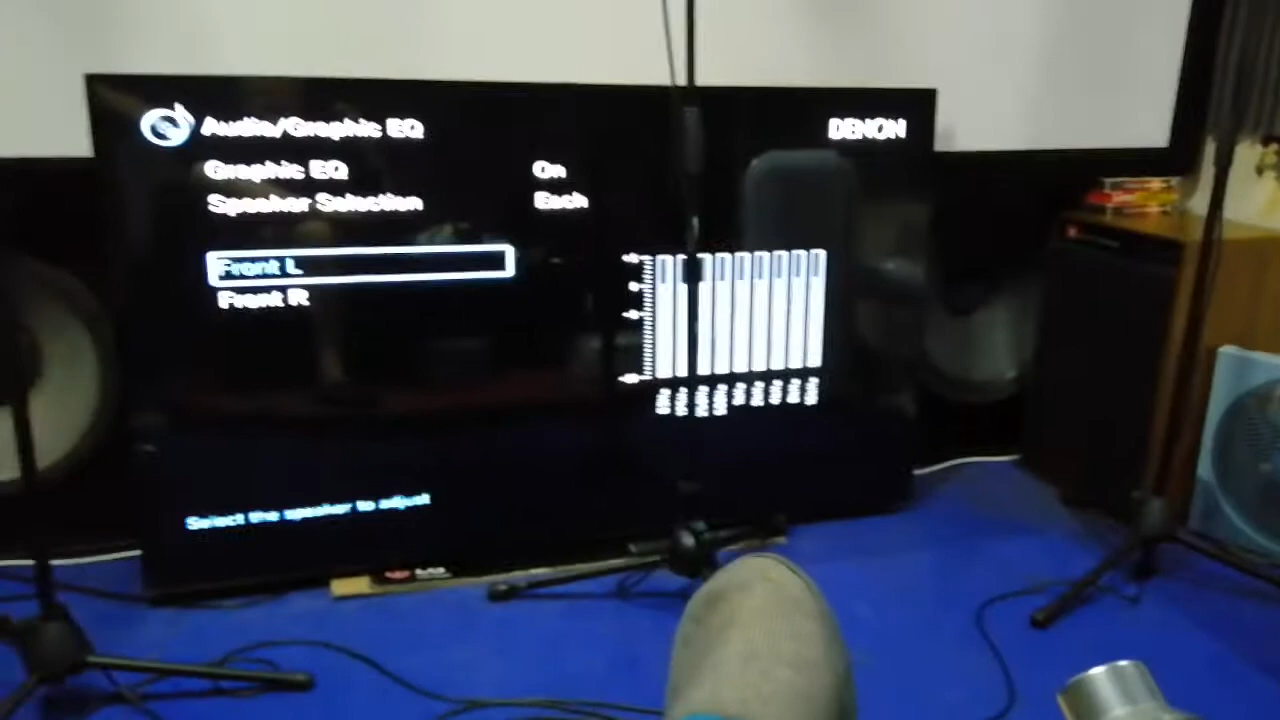 Audio/Graphic EQ
DENON
Graphic EQ On
Speaker Selection Each
Front L
Front R
Select the speaker to adjust